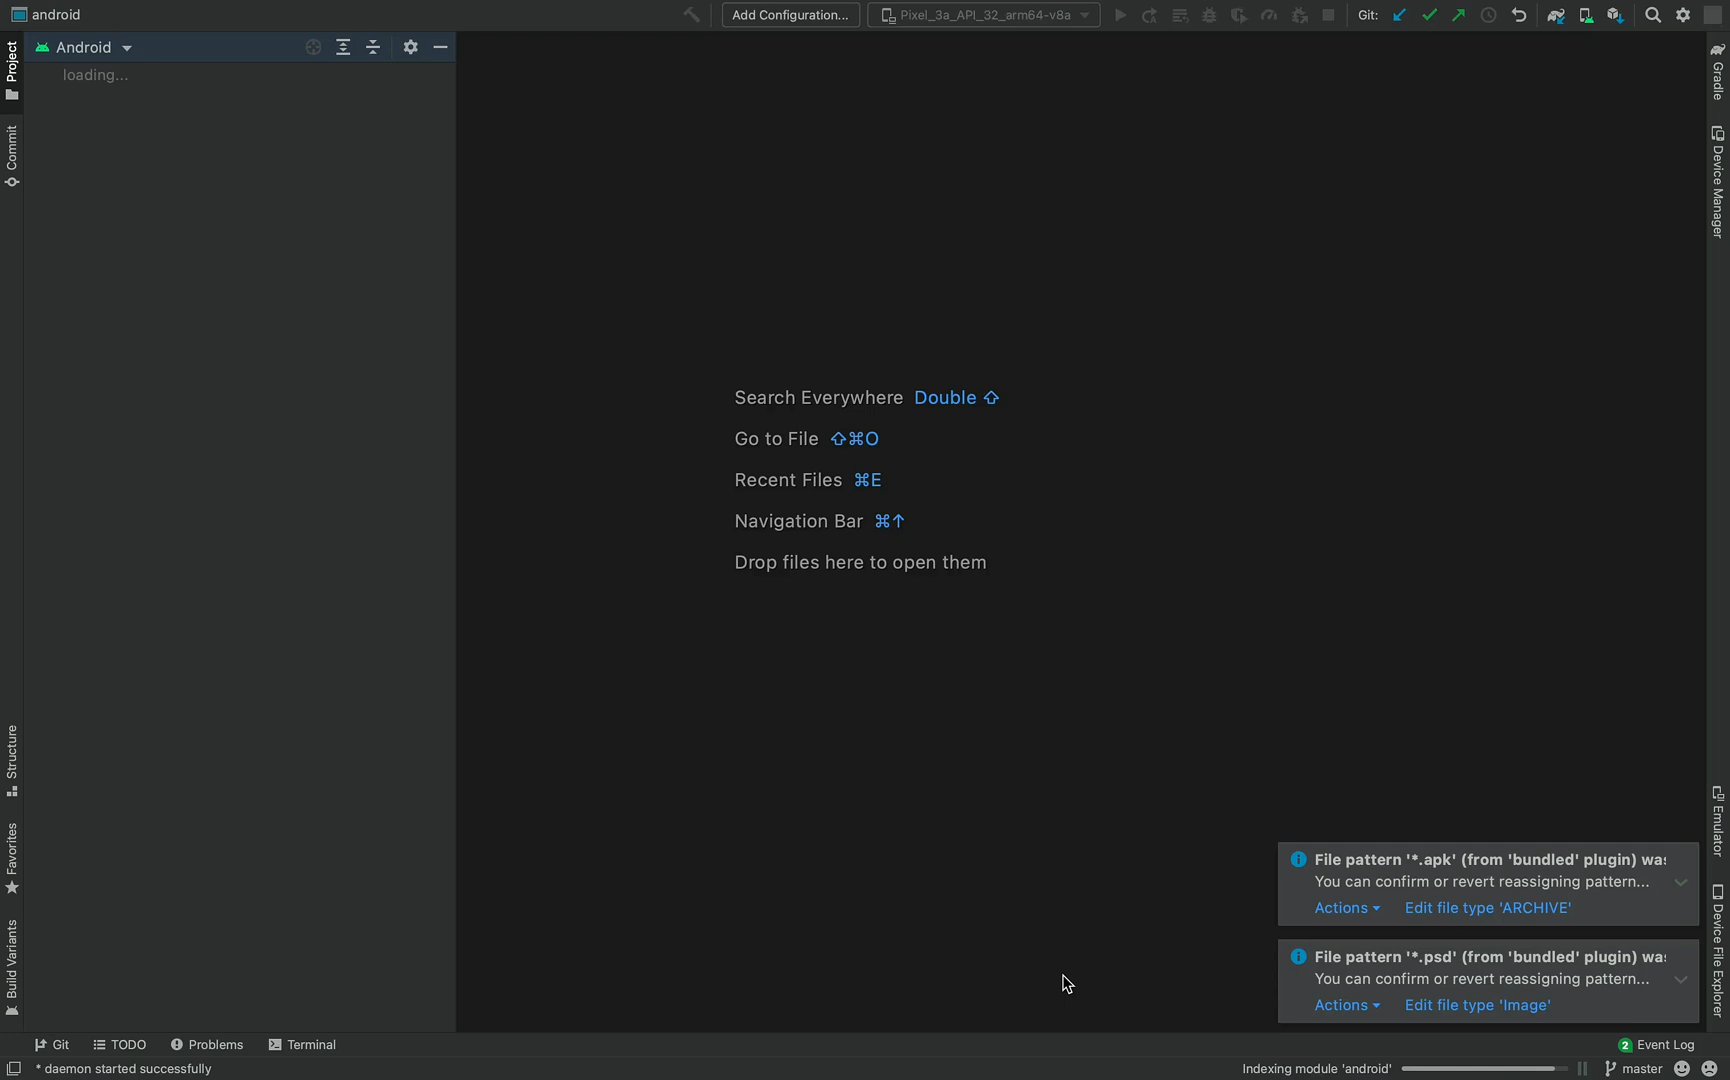 android
Add Configuration...
Pixel_3a_API_32_arm64-v8a
Git:
Android
loading...
Project
Commit
Structure
Favorites
Build Variants
Gradle
Device Manager
Emulator
Device File Explorer
Search Everywhere Double ⇧
Go to File ⇧⌘O
Recent Files ⌘E
Navigation Bar ⌘↑
Drop files here to open them
File pattern '*.apk' (from 'bundled' plugin) wa
You can confirm or revert reassigning pattern...
Actions Edit file type 'ARCHIVE'
File pattern '*.psd' (from 'bundled' plugin) wa
You can confirm or revert reassigning pattern...
Actions Edit file type 'Image'
Git TODO Problems Terminal
2 Event Log
* daemon started successfully
Indexing module 'android'
master